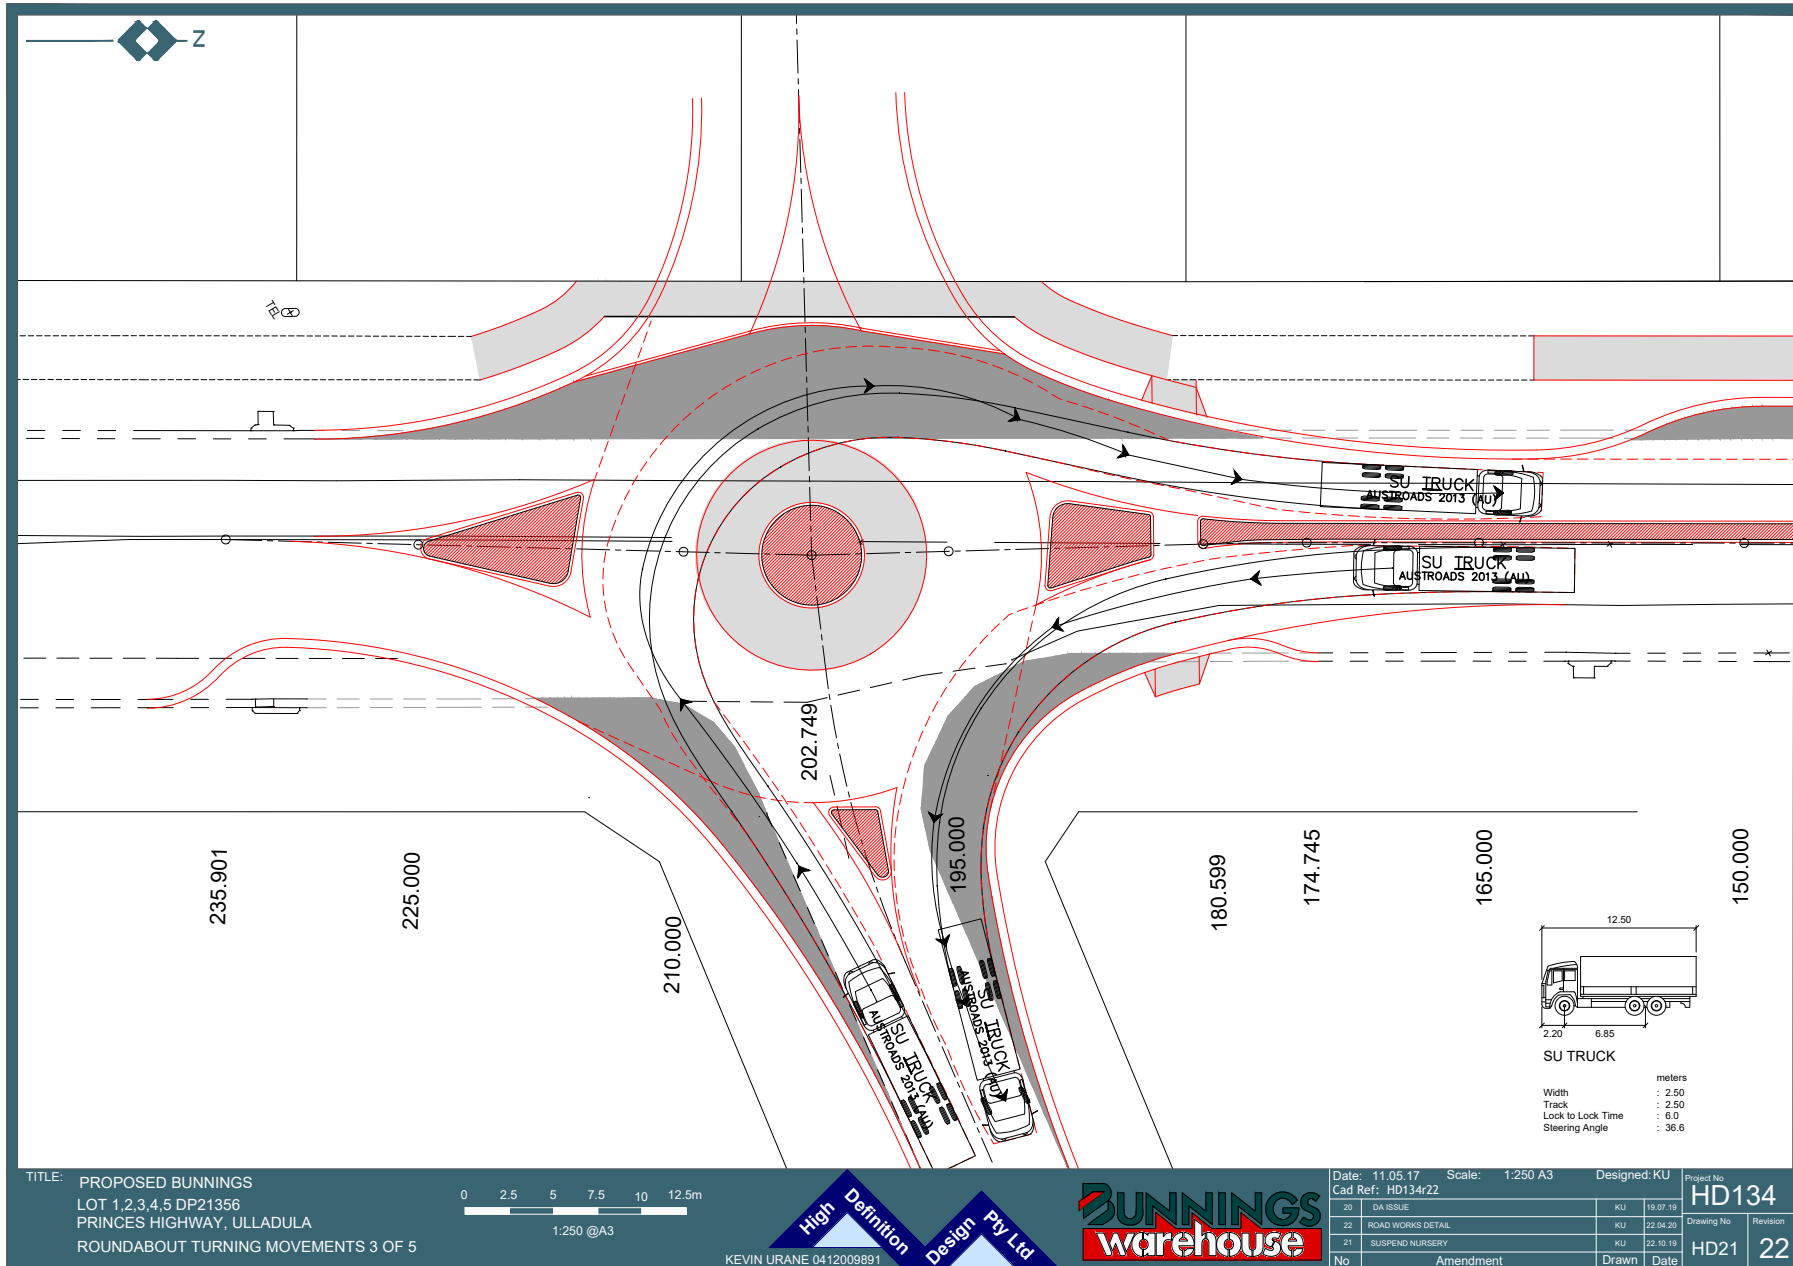 Z
TEL
SU TRUCK
AUSTROADS 2013 (AU)
SU TRUCK
AUSTROADS 2013 (AU)
202.749
195.000
235.901
225.000
210.000
180.599
174.745
165.000
150.000
SU TRUCK
AUSTROADS 2013 (AU)
SU TRUCK
AUSTROADS 2013 (AU)
12.50
2.20 6.85
SU TRUCK
meters
Width : 2.50
Track : 2.50
Lock to Lock Time : 6.0
Steering Angle : 36.6
TITLE: PROPOSED BUNNINGS
LOT 1,2,3,4,5 DP21356
PRINCES HIGHWAY, ULLADULA
ROUNDABOUT TURNING MOVEMENTS 3 OF 5
0 2.5 5 7.5 10 12.5m
1:250 @A3
High Definition Design Pty Ltd
KEVIN URANE 0412009891
BUNNINGS
warehouse
Date: 11.05.17 Scale: 1:250 A3 Designed: KU
Cad Ref: HD134r22
20 DA ISSUE KU 19.07.19
22 ROAD WORKS DETAIL KU 22.04.20
21 SUSPEND NURSERY KU 22.10.19
No Amendment Drawn Date
Project No
HD134
Drawing No Revision
HD21 22